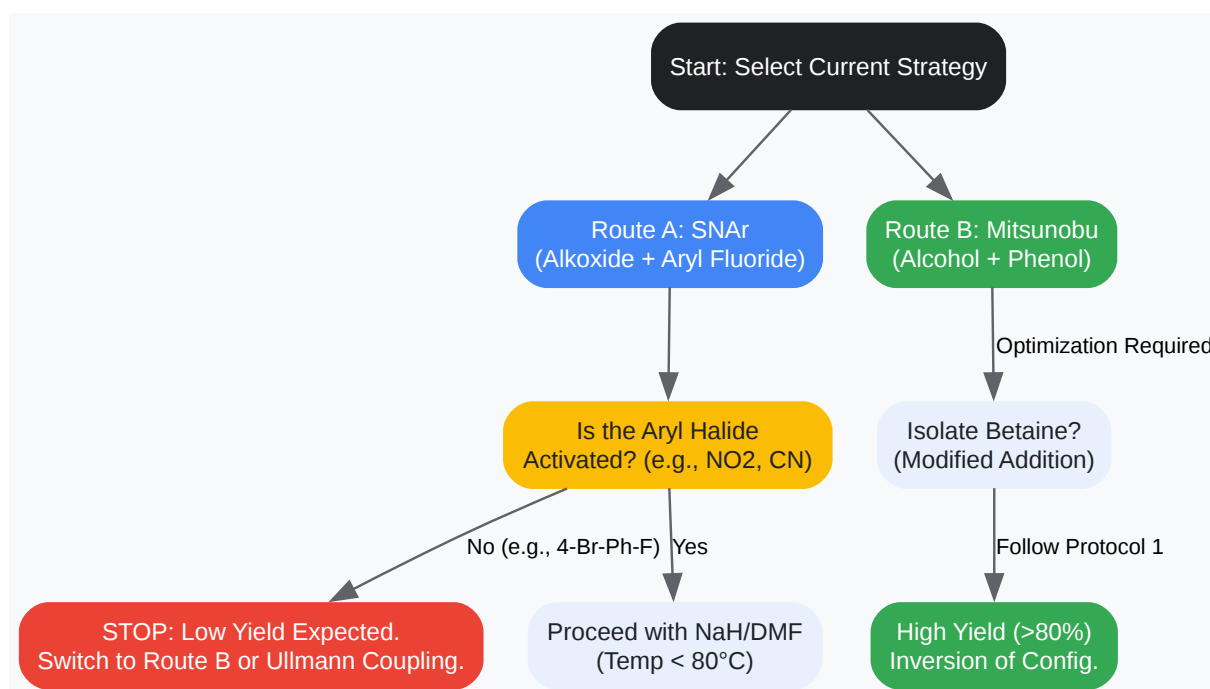 Start: Select Current Strategy
Route A: SNAr
(Alkoxide + Aryl Fluoride)
Route B: Mitsunobu
(Alcohol + Phenol)
Optimization Required
Is the Aryl Halide
Activated? (e.g., NO2, CN)
Isolate Betaine?
(Modified Addition)
No (e.g., 4-Br-Ph-F)
Yes
Follow Protocol 1
STOP: Low Yield Expected.
Switch to Route B or Ullmann Coupling.
Proceed with NaH/DMF
(Temp < 80°C)
High Yield (>80%)
Inversion of Config.